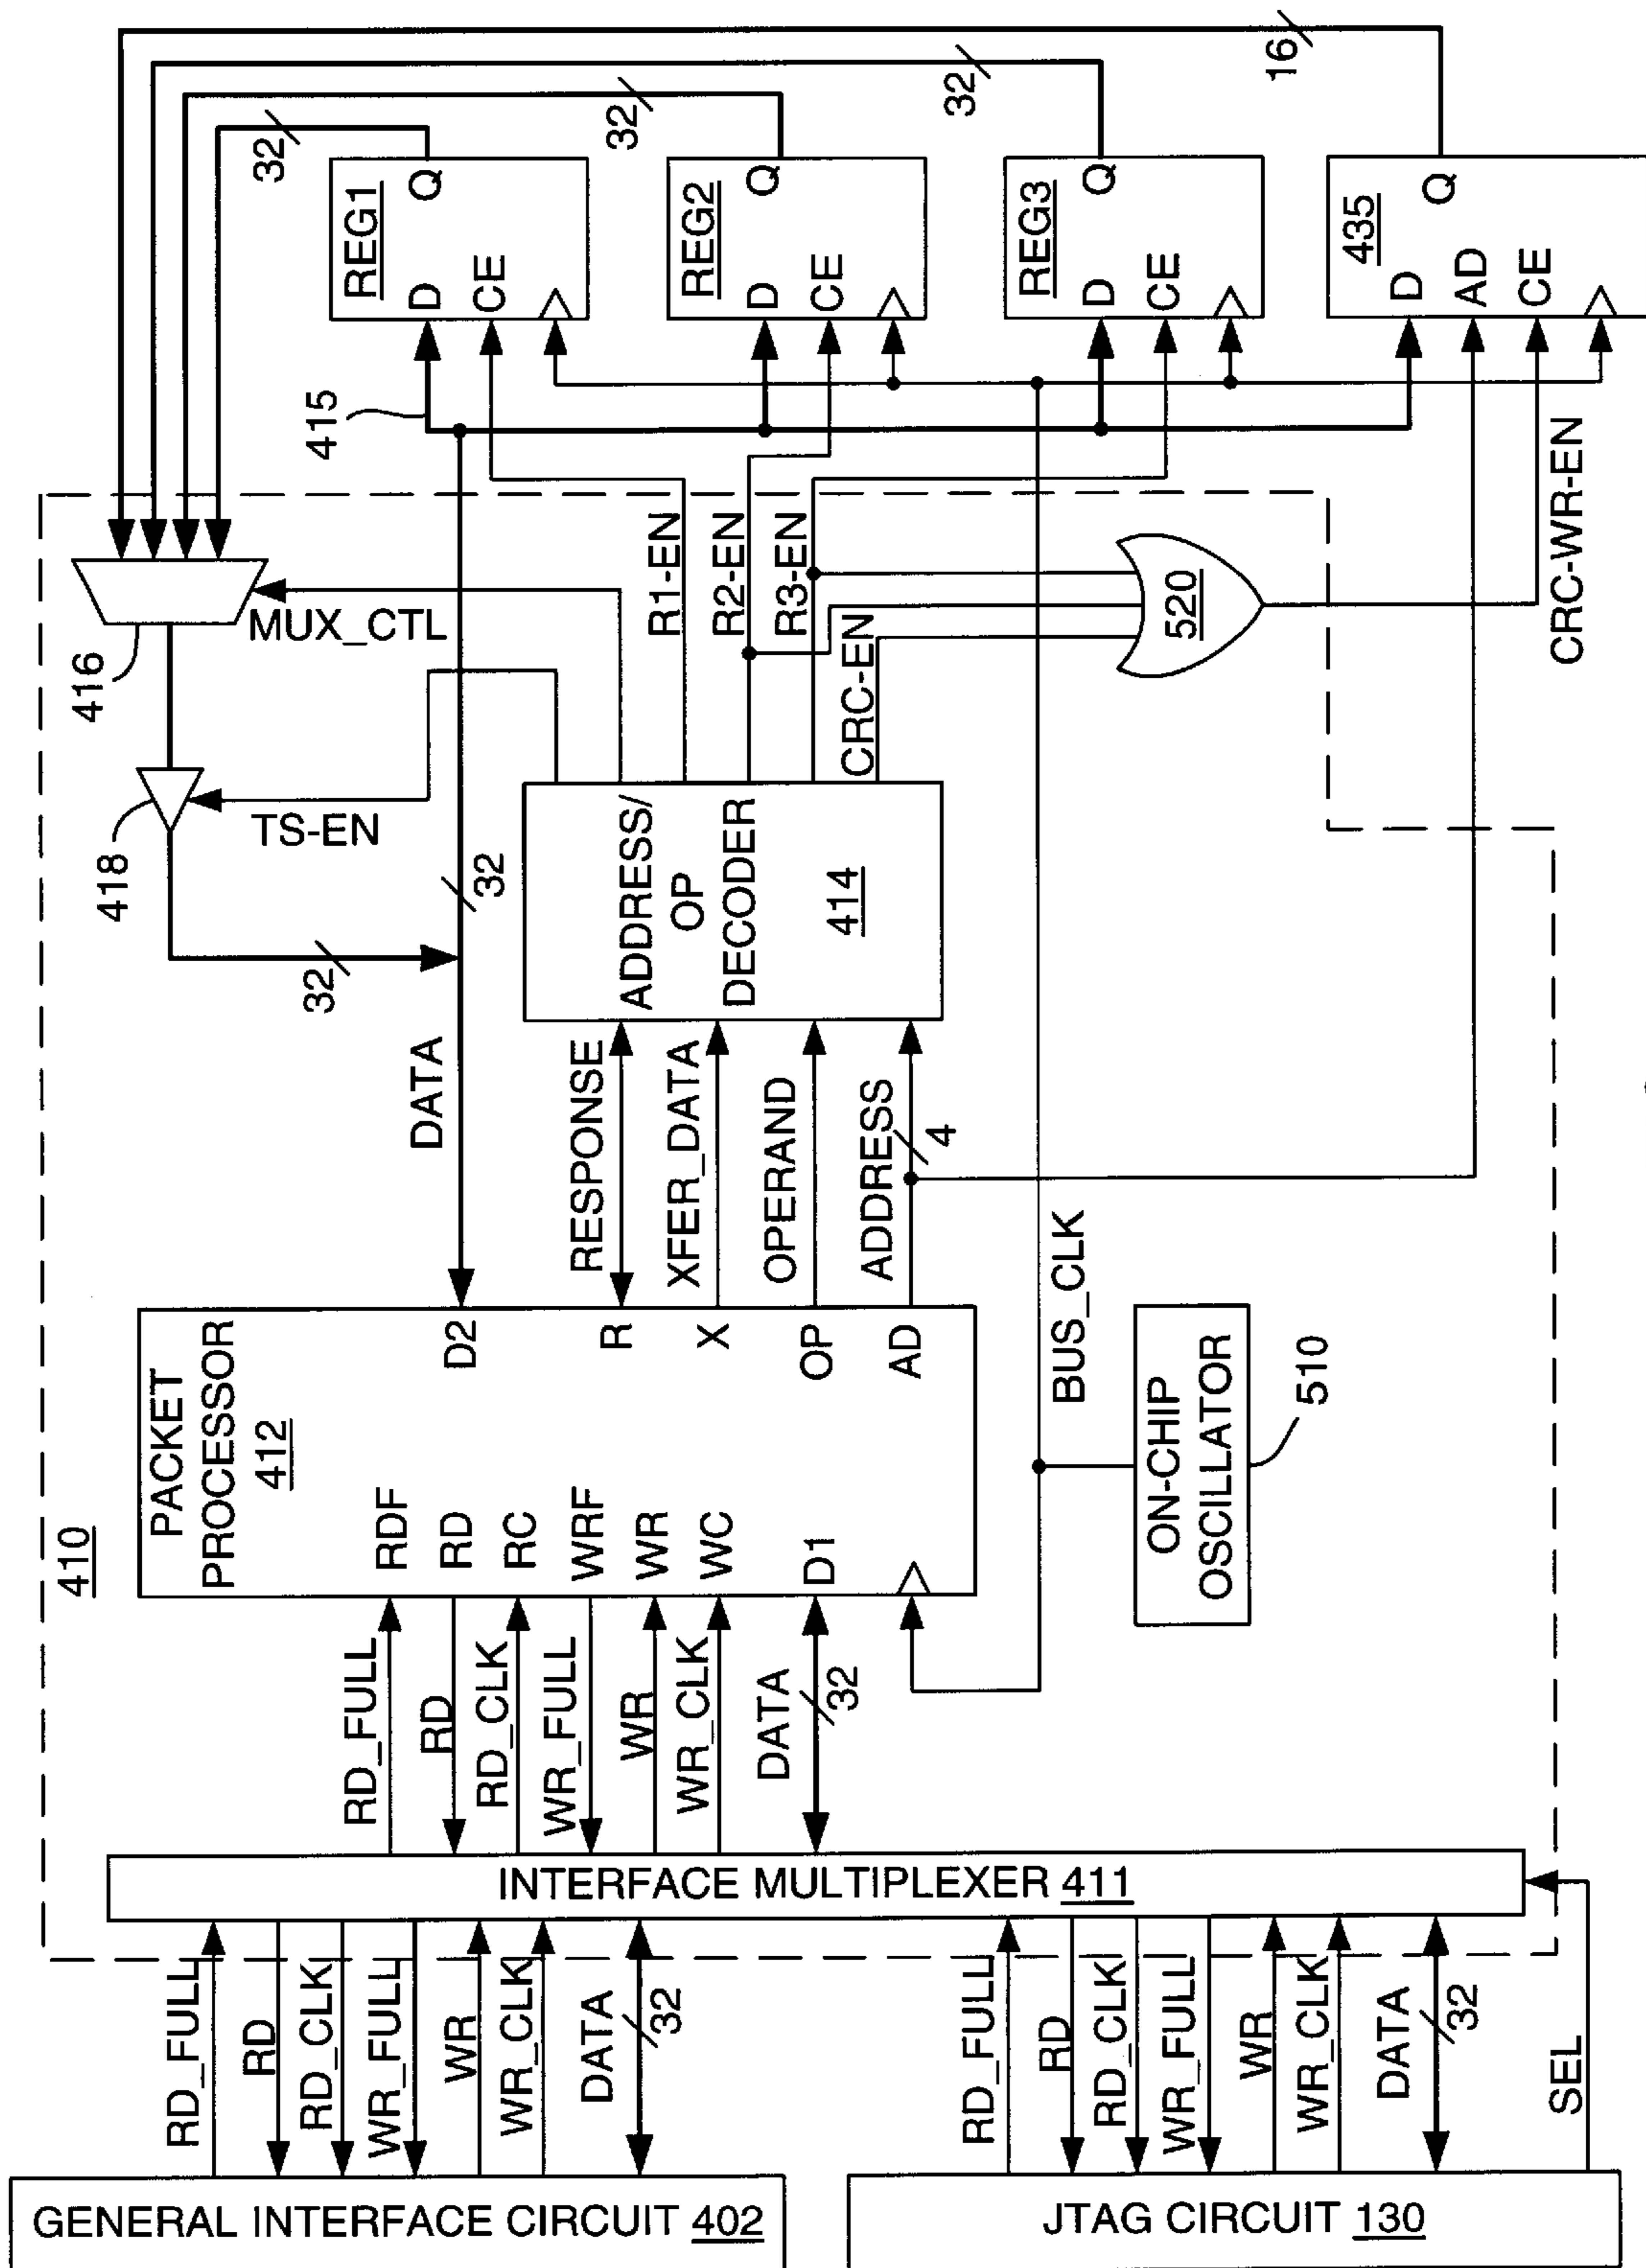 410
GENERAL INTERFACE CIRCUIT 402
RD_FULL
RD
RD_CLK
WR_FULL
WR
WR_CLK
DATA
32
JTAG CIRCUIT 130
RD_FULL
RD
RD_CLK
WR_FULL
WR
WR_CLK
DATA
32
SEL
INTERFACE MULTIPLEXER 411
RD_FULL
RD
RD_CLK
WR_FULL
WR
WR_CLK
DATA
32
PACKET
PROCESSOR
412
RDF
RD
RC
WRF
WR
WC
D1
D2
R
X
OP
AD
ON-CHIP
OSCILLATOR
510
BUS_CLK
DATA
RESPONSE
XFER_DATA
OPERAND
ADDRESS
4
32
32
418
TS-EN
416
MUX_CTL
ADDRESS/
OP
DECODER
414
R1-EN
R2-EN
R3-EN
CRC-EN
520
CRC-WR-EN
415
REG1
D
Q
CE
32
REG2
D
Q
CE
32
REG3
D
Q
CE
32
435
D
Q
AD
CE
16